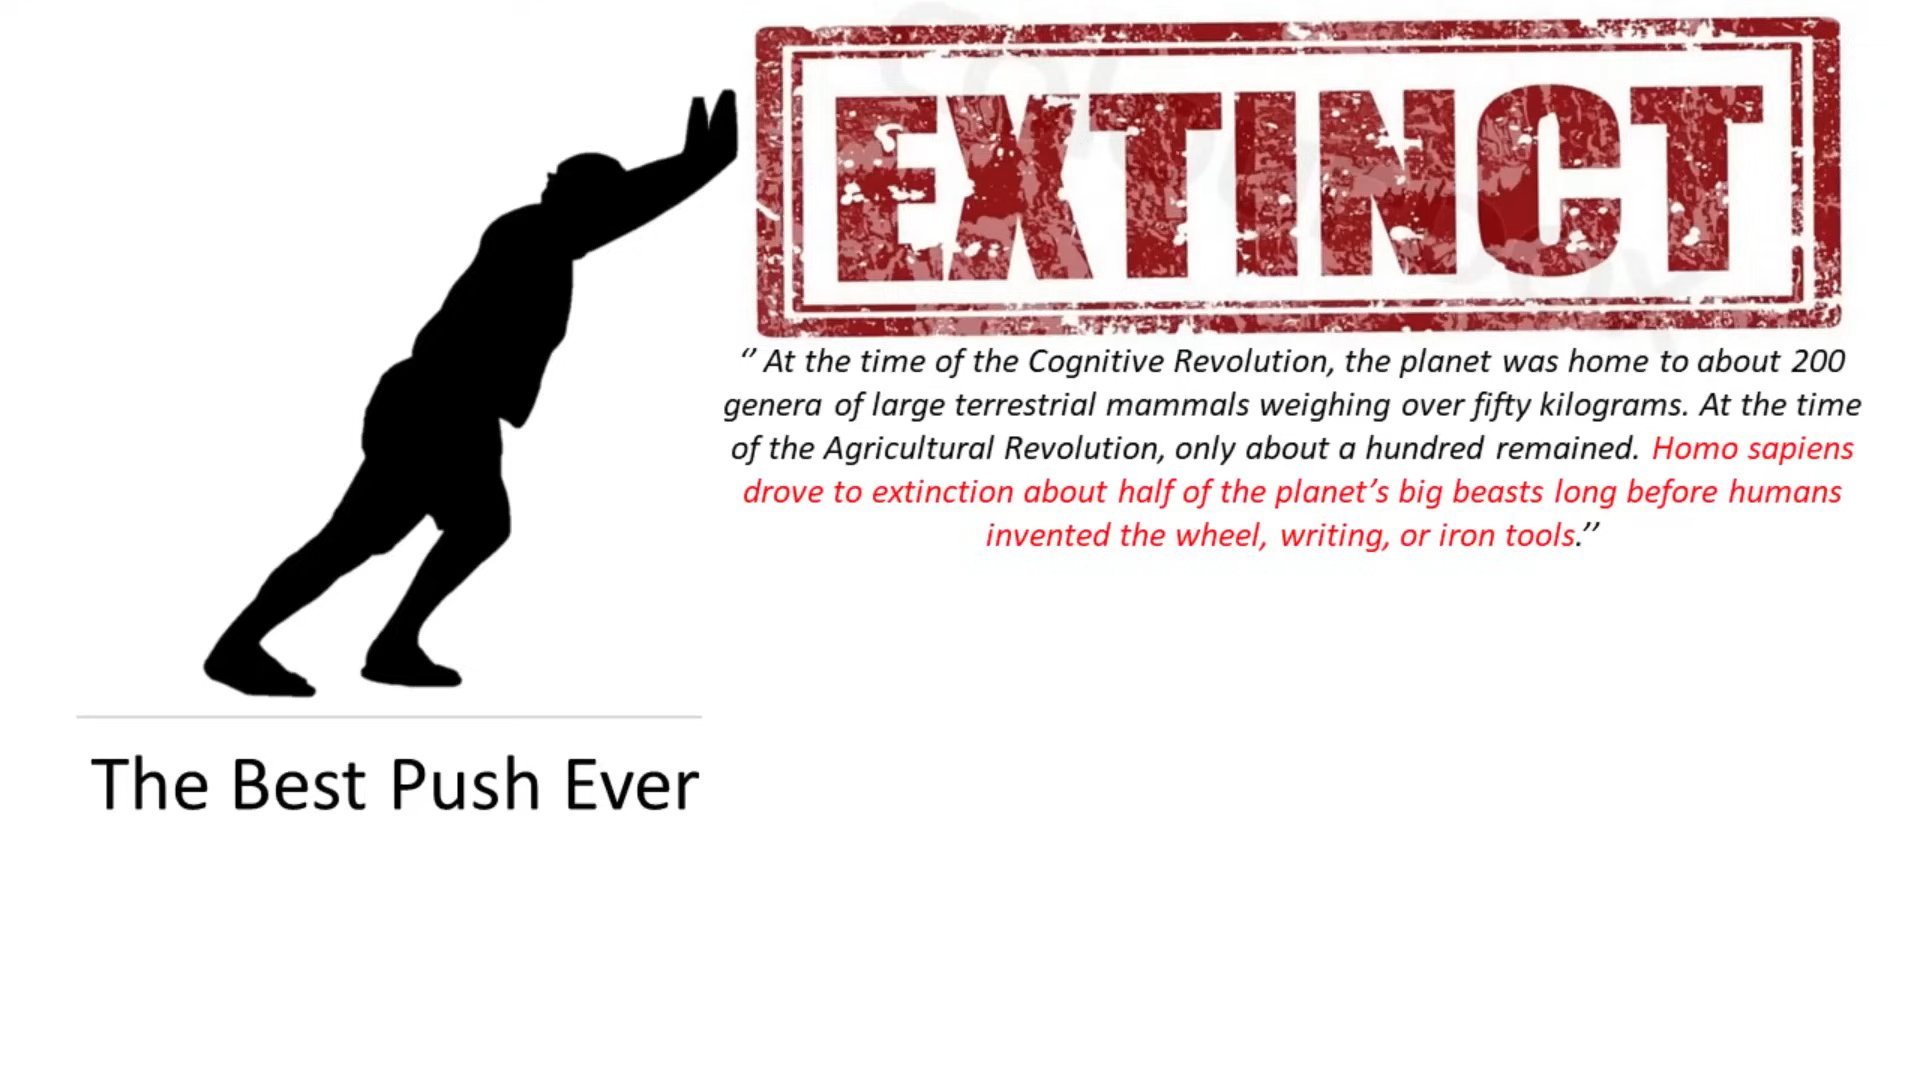 EXTINCT
‘’ At the time of the Cognitive Revolution, the planet was home to about 200
genera of large terrestrial mammals weighing over fifty kilograms. At the time
of the Agricultural Revolution, only about a hundred remained. Homo sapiens
drove to extinction about half of the planet’s big beasts long before humans
invented the wheel, writing, or iron tools.’’
The Best Push Ever